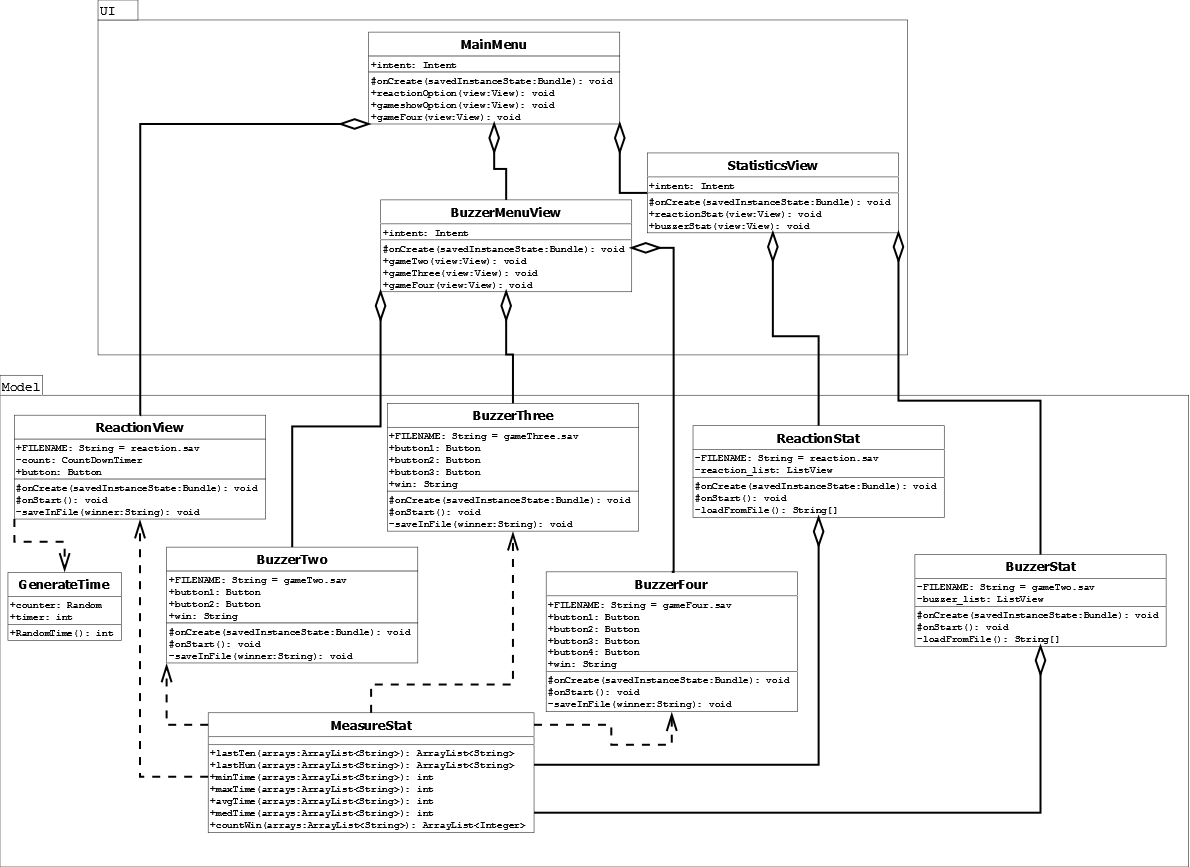 UI
MainMenu
+intent: Intent
#onCreate(savedInstanceState:Bundle): void
+reactionOption(view:View): void
+gameshowOption(view:View): void
+gameFour(view:View): void
StatisticsView
+intent: Intent
#onCreate(savedInstanceState:Bundle): void
+reactionStat(view:View): void
+buzzerStat(view:View): void
BuzzerMenuView
+intent: Intent
#onCreate(savedInstanceState:Bundle): void
+gameTwo(view:View): void
+gameThree(view:View): void
+gameFour(view:View): void
Model
ReactionView
+FILENAME: String = reaction.sav
-count: CountDownTimer
+button: Button
#onCreate(savedInstanceState:Bundle): void
#onStart(): void
-saveInFile(winner:String): void
BuzzerThree
+FILENAME: String = gameThree.sav
+button1: Button
+button2: Button
+button3: Button
+win: String
#onCreate(savedInstanceState:Bundle): void
#onStart(): void
-saveInFile(winner:String): void
ReactionStat
-FILENAME: String = reaction.sav
-reaction_list: ListView
#onCreate(savedInstanceState:Bundle): void
#onStart(): void
-loadFromFile(): String[]
GenerateTime
+counter: Random
+timer: int
+RandomTime(): int
BuzzerTwo
+FILENAME: String = gameTwo.sav
+button1: Button
+button2: Button
+win: String
#onCreate(savedInstanceState:Bundle): void
#onStart(): void
-saveInFile(winner:String): void
BuzzerFour
+FILENAME: String = gameFour.sav
+button1: Button
+button2: Button
+button3: Button
+button4: Button
+win: String
#onCreate(savedInstanceState:Bundle): void
#onStart(): void
-saveInFile(winner:String): void
BuzzerStat
-FILENAME: String = gameTwo.sav
-buzzer_list: ListView
#onCreate(savedInstanceState:Bundle): void
#onStart(): void
-loadFromFile(): String[]
MeasureStat
+lastTen(arrays:ArrayList<String>): ArrayList<String>
+lastHun(arrays:ArrayList<String>): ArrayList<String>
+minTime(arrays:ArrayList<String>): int
+maxTime(arrays:ArrayList<String>): int
+avgTime(arrays:ArrayList<String>): int
+medTime(arrays:ArrayList<String>): int
+countWin(arrays:ArrayList<String>): ArrayList<Integer>